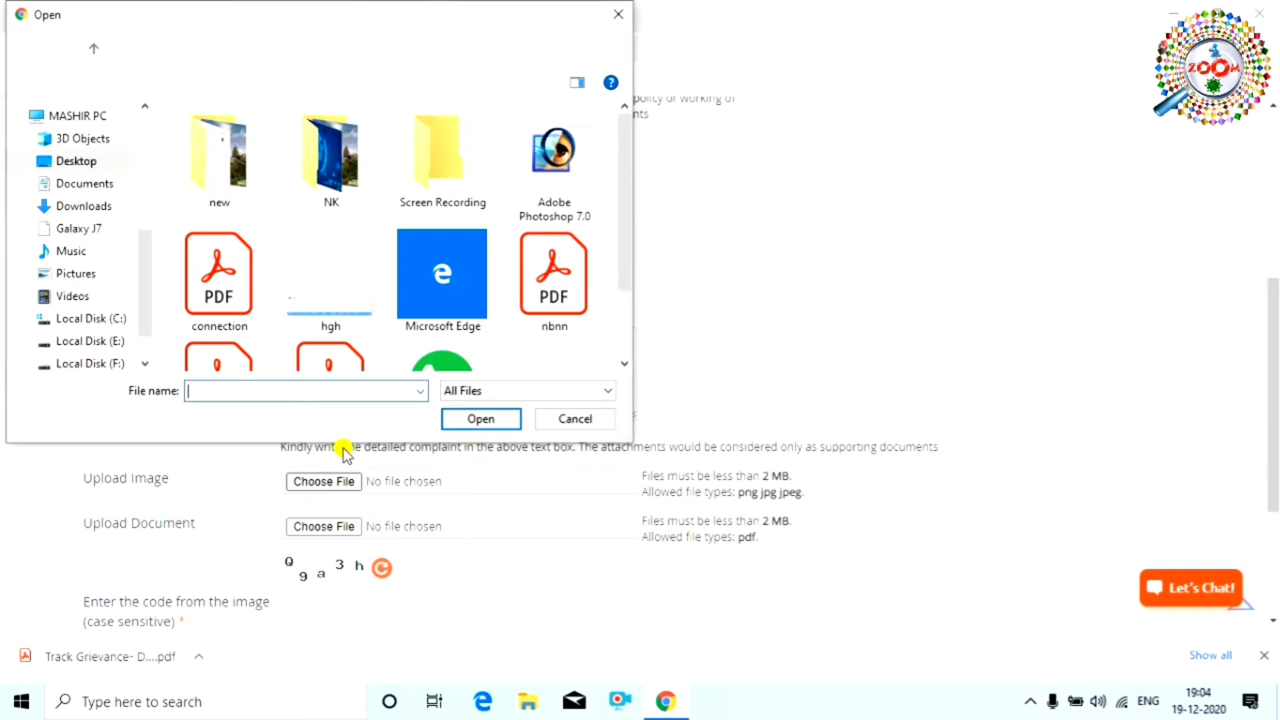 Open
policy or working of
nts
ZOOM
MASHIR PC
3D Objects
Desktop
Documents
Downloads
Galaxy J7
Music
Pictures
Videos
Local Disk (C:)
Local Disk (E:)
Local Disk (F:)
new
NK
Screen Recording
Adobe
Photoshop 7.0
PDF
PDF
connection
hgh
Microsoft Edge
nbnn
File name:
All Files
Open
Cancel
Kindly write the detailed complaint in the above text box. The attachments would be considered only as supporting documents
Upload Image
Choose File
No file chosen
Files must be less than 2 MB.
Allowed file types: png jpg jpeg.
Upload Document
Choose File
No file chosen
Files must be less than 2 MB.
Allowed file types: pdf.
Q 9 a 3 h
Enter the code from the image
(case sensitive) *
Let's Chat!
Track Grievance- D....pdf
Show all
Type here to search
ENG
19:04
19-12-2020